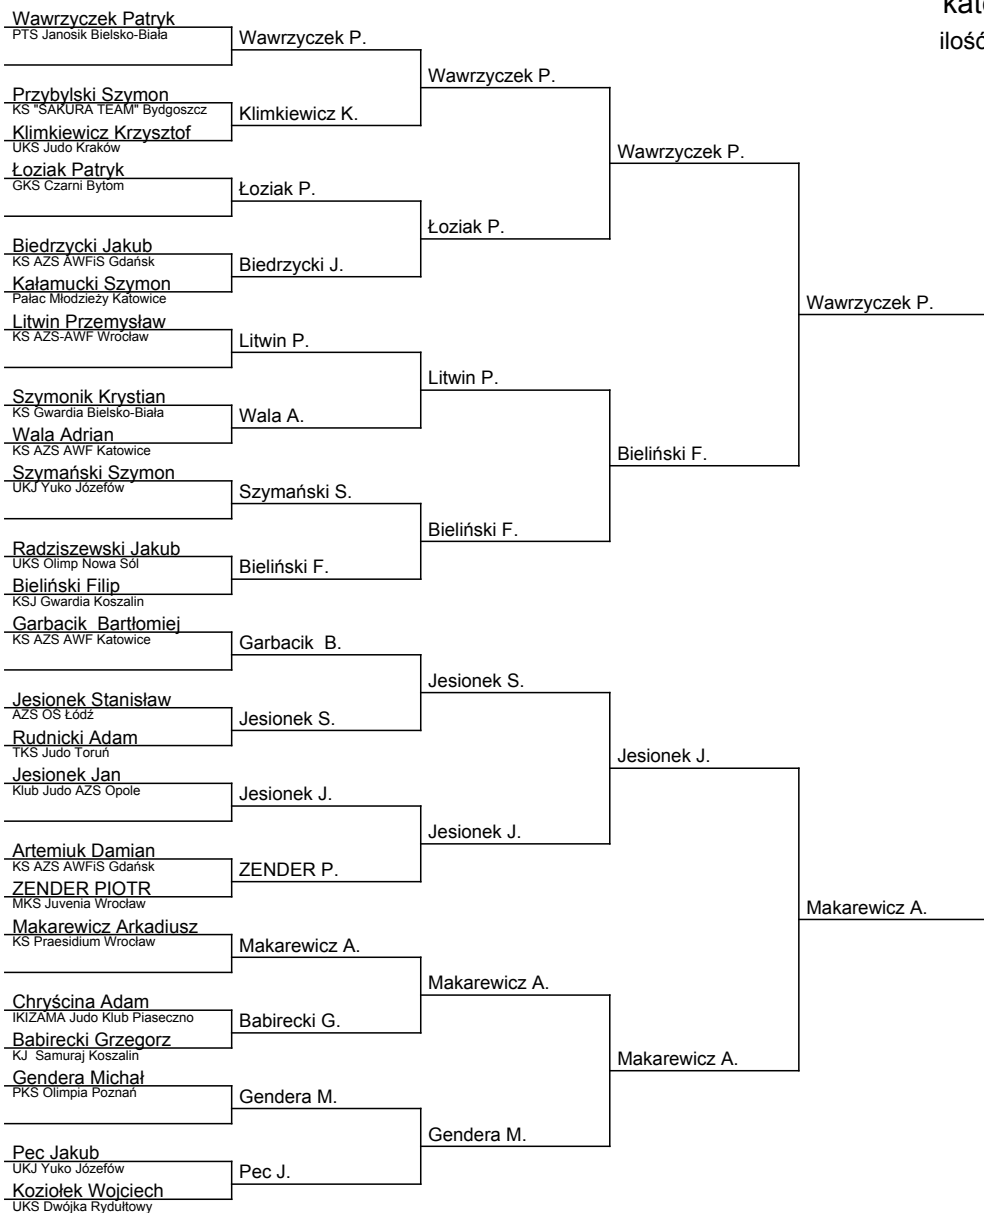 kat
ilość
Wawrzyczek Patryk
PTS Janosik Bielsko-Biała
Przybylski Szymon
KS "SAKURA TEAM" Bydgoszcz
Klimkiewicz Krzysztof
UKS Judo Kraków
Łoziak Patryk
GKS Czarni Bytom
Biedrzycki Jakub
KS AZS AWFiS Gdańsk
Kałamucki Szymon
Pałac Młodzieży Katowice
Litwin Przemysław
KS AZS-AWF Wrocław
Szymonik Krystian
KS Gwardia Bielsko-Biała
Wala Adrian
KS AZS AWF Katowice
Szymański Szymon
UKJ Yuko Józefów
Radziszewski Jakub
UKS Olimp Nowa Sól
Bieliński Filip
KSJ Gwardia Koszalin
Garbacik Bartłomiej
KS AZS AWF Katowice
Jesionek Stanisław
AZS OŚ Łódź
Rudnicki Adam
TKS Judo Toruń
Jesionek Jan
Klub Judo AZS Opole
Artemiuk Damian
KS AZS AWFiS Gdańsk
ZENDER PIOTR
MKS Juvenia Wrocław
Makarewicz Arkadiusz
KS Praesidium Wrocław
Chryścina Adam
IKIZAMA Judo Klub Piaseczno
Babirecki Grzegorz
KJ Samuraj Koszalin
Gendera Michał
PKS Olimpia Poznań
Pec Jakub
UKJ Yuko Józefów
Koziołek Wojciech
UKS Dwójka Rydułtowy
Wawrzyczek P.
Klimkiewicz K.
Łoziak P.
Biedrzycki J.
Litwin P.
Wala A.
Szymański S.
Bieliński F.
Garbacik B.
Jesionek S.
Jesionek J.
ZENDER P.
Makarewicz A.
Babirecki G.
Gendera M.
Pec J.
Wawrzyczek P.
Łoziak P.
Litwin P.
Bieliński F.
Jesionek S.
Jesionek J.
Makarewicz A.
Gendera M.
Wawrzyczek P.
Bieliński F.
Jesionek J.
Makarewicz A.
Wawrzyczek P.
Makarewicz A.